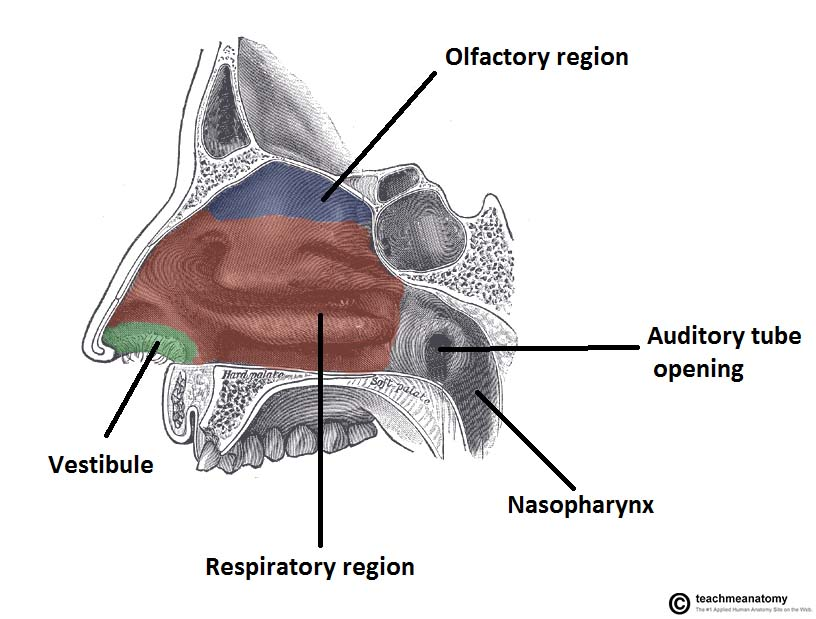 Olfactory region
Auditory tube
opening
Hard palate
Soft palate
Vestibule
Nasopharynx
Respiratory region
© teachmeanatomy
The #1 Applied Human Anatomy Site on the Web.